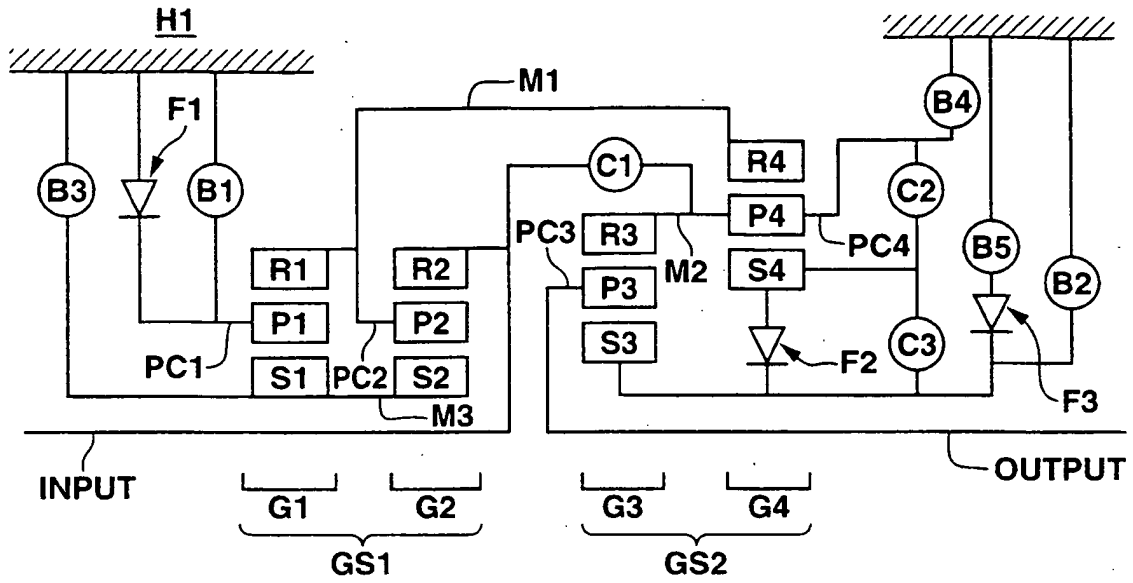 H1
M1
F1
B3
B1
C1
R4
B4
P4
C2
PC3
R3
M2
PC4
B5
R1
R2
S4
B2
P3
P1
P2
S3
F2
C3
PC1
S1
PC2
S2
M3
F3
INPUT
OUTPUT
G1
G2
G3
G4
GS1
GS2